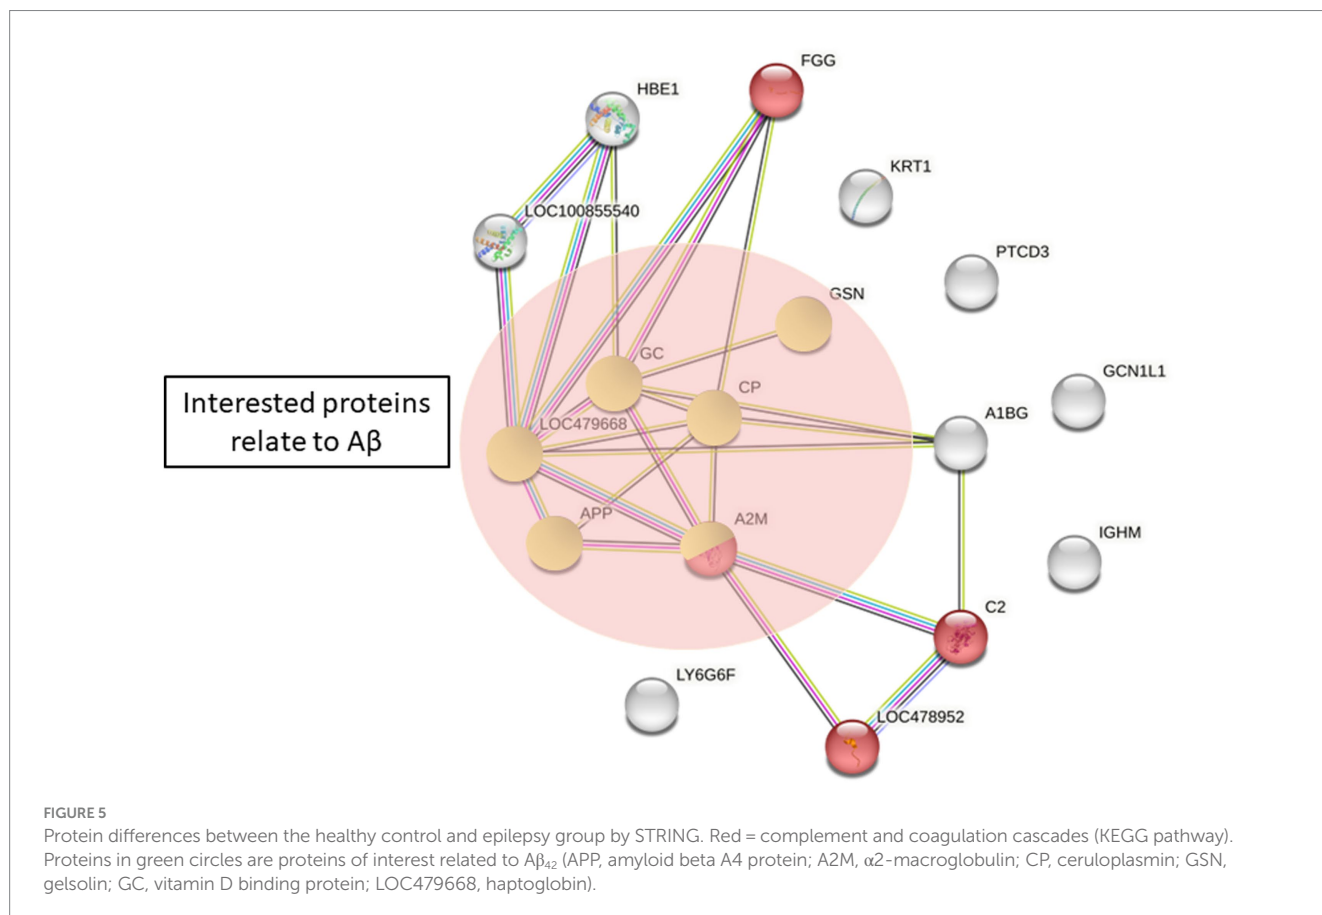 FGG
HBE1
KRT1
LOC100855540
PTCD3
GSN
GC
GCN1L1
CP
A1BG
Interested proteins
relate to Aβ
LOC479668
APP
A2M
IGHM
C2
LY6G6F
LOC478952
FIGURE 5
Protein differences between the healthy control and epilepsy group by STRING. Red = complement and coagulation cascades (KEGG pathway).
Proteins in green circles are proteins of interest related to Aβ₄₂ (APP, amyloid beta A4 protein; A2M, α2-macroglobulin; CP, ceruloplasmin; GSN,
gelsolin; GC, vitamin D binding protein; LOC479668, haptoglobin).